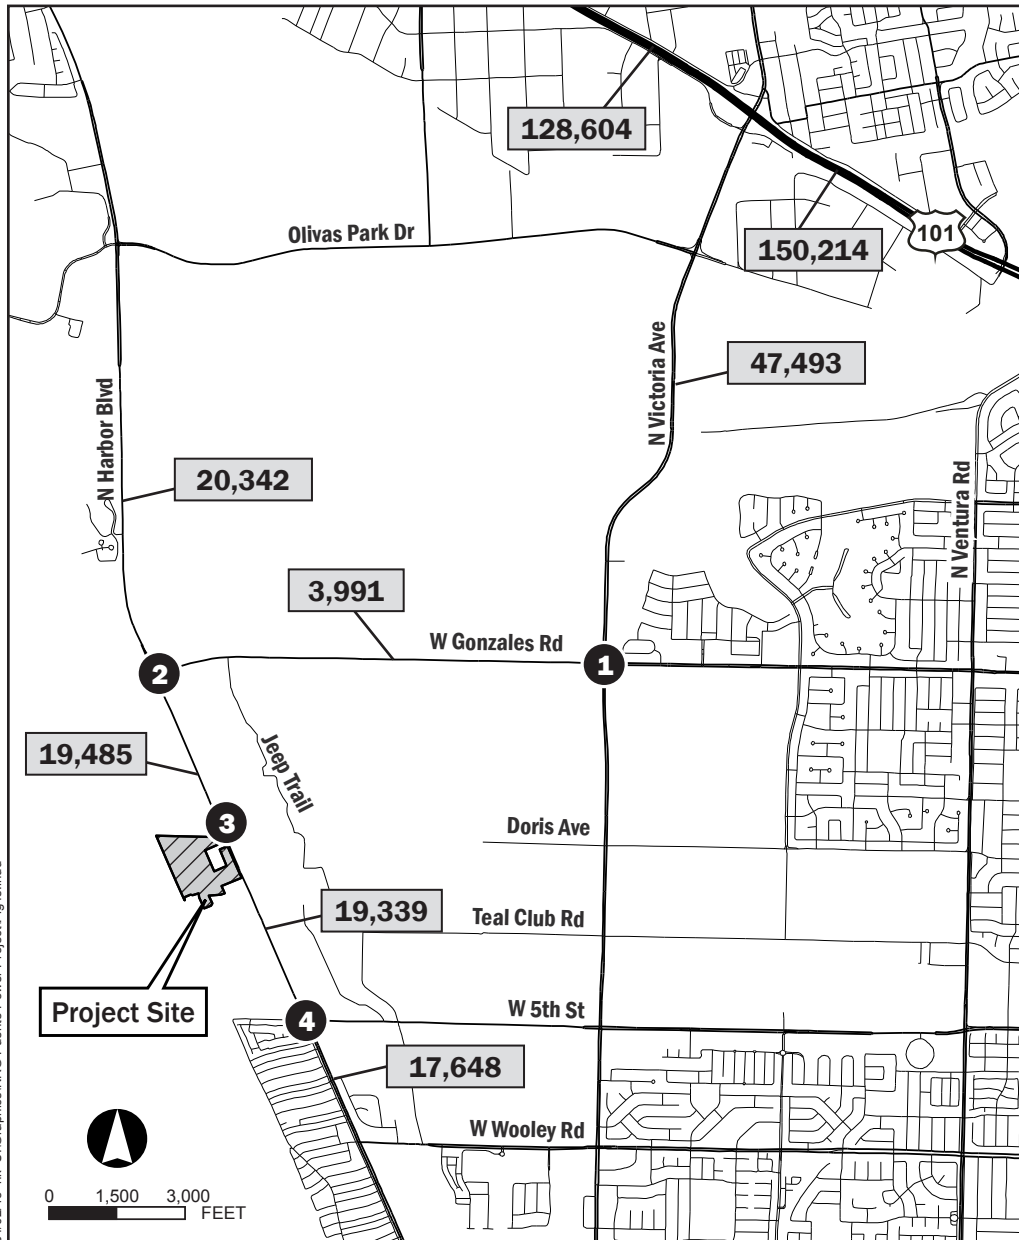 128,604
101
Olivas Park Dr
150,214
N Victoria Ave
47,493
N Harbor Blvd
20,342
N Ventura Rd
3,991
W Gonzales Rd
1
2
Jeep Trail
19,485
3
Doris Ave
19,339
Teal Club Rd
Project Site
W 5th St
4
17,648
W Wooley Rd
0 1,500 3,000
FEET